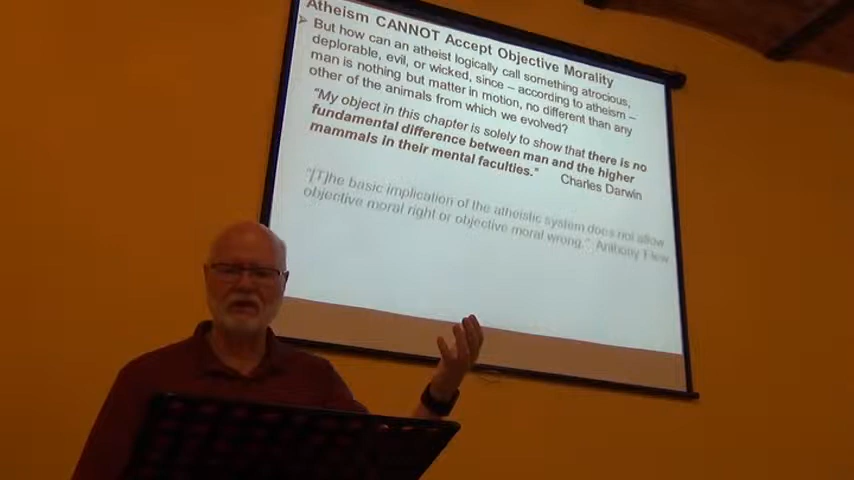 Atheism CANNOT Accept Objective Morality
➢ But how can an atheist logically call something atrocious,
deplorable, evil, or wicked, since – according to atheism –
man is nothing but matter in motion, no different than any
other of the animals from which we evolved?
"My object in this chapter is solely to show that there is no
fundamental difference between man and the higher
mammals in their mental faculties." Charles Darwin
"[T]he basic implication of the atheistic system does not allow
objective moral right or objective moral wrong." Anthony Flew